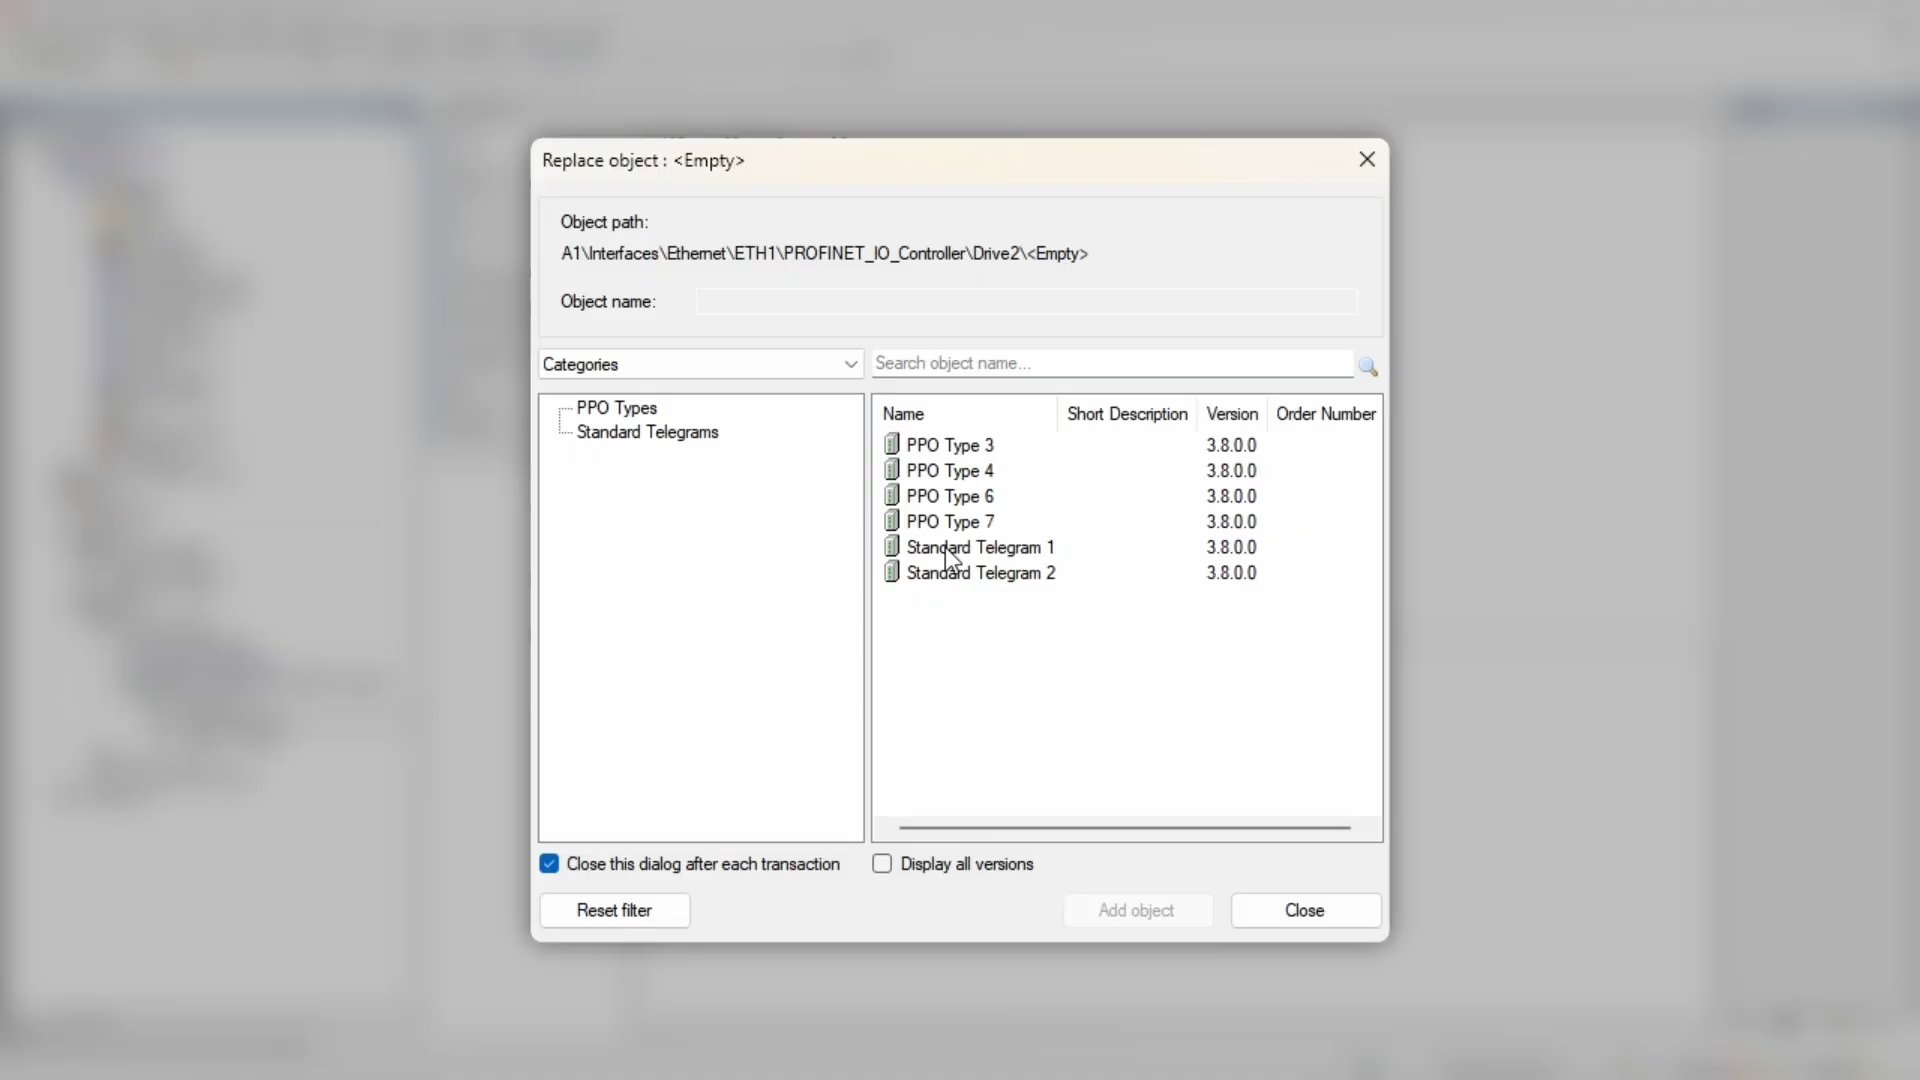 Replace object : <Empty>
Object path:
A1\Interfaces\Ethernet\ETH1\PROFINET_IO_Controller\Drive2\<Empty>
Object name:
Categories
Search object name...
PPO Types
Standard Telegrams
Name Short Description Version Order Number
PPO Type 3 3.8.0.0
PPO Type 4 3.8.0.0
PPO Type 6 3.8.0.0
PPO Type 7 3.8.0.0
Standard Telegram 1 3.8.0.0
Standard Telegram 2 3.8.0.0
Close this dialog after each transaction
Display all versions
Reset filter
Add object
Close